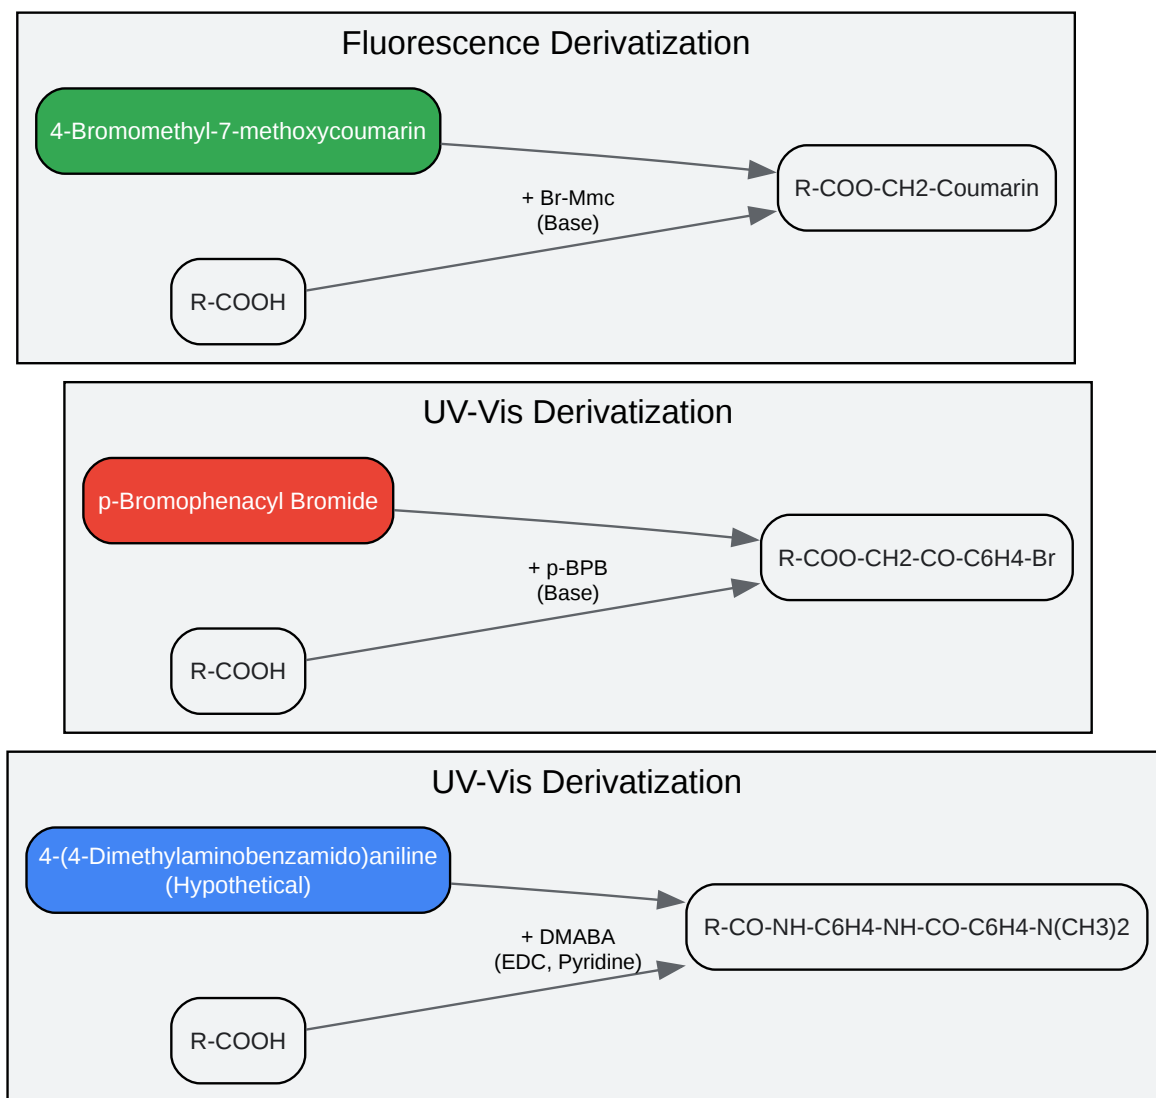 Fluorescence Derivatization
4-Bromomethyl-7-methoxycoumarin
R-COO-CH2-Coumarin
+ Br-Mmc
(Base)
R-COOH
UV-Vis Derivatization
p-Bromophenacyl Bromide
R-COO-CH2-CO-C6H4-Br
+ p-BPB
(Base)
R-COOH
UV-Vis Derivatization
4-(4-Dimethylaminobenzamido)aniline
(Hypothetical)
R-CO-NH-C6H4-NH-CO-C6H4-N(CH3)2
+ DMABA
(EDC, Pyridine)
R-COOH